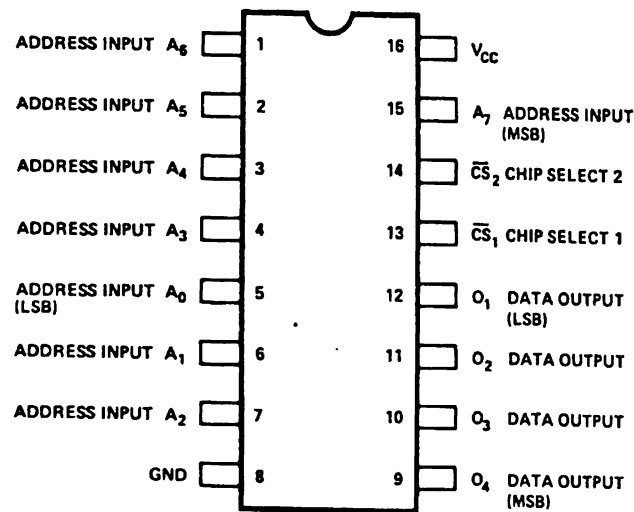 ADDRESS INPUT A6 1
ADDRESS INPUT A5 2
ADDRESS INPUT A4 3
ADDRESS INPUT A3 4
ADDRESS INPUT A0 5
(LSB)
ADDRESS INPUT A1 6
ADDRESS INPUT A2 7
GND 8
16 VCC
15 A7 ADDRESS INPUT
(MSB)
14 C̅S̅2 CHIP SELECT 2
13 C̅S̅1 CHIP SELECT 1
12 O1 DATA OUTPUT
(LSB)
11 O2 DATA OUTPUT
10 O3 DATA OUTPUT
9 O4 DATA OUTPUT
(MSB)